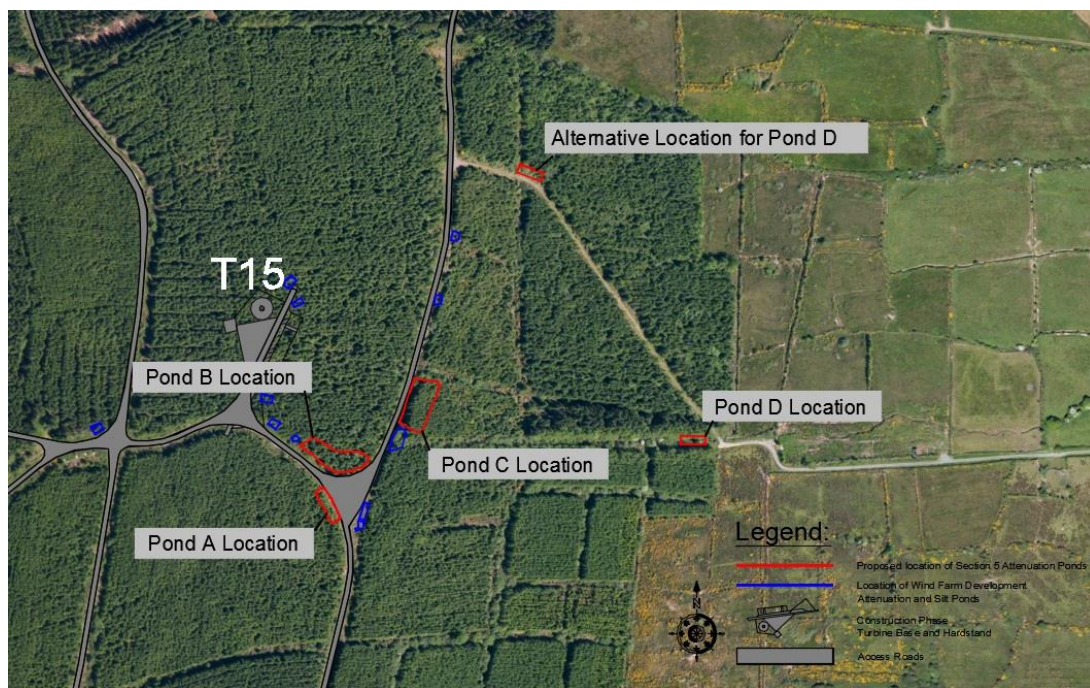 Alternative Location for Pond D
T15
Pond B Location
Pond D Location
Pond C Location
Pond A Location
Legend:
Proposed location of Section 5 Attenuation Ponds
Location of Wind Farm Development
Attenuation and Silt Ponds
N
Construction Phase
Turbine Base and Hardstand
Access Roads